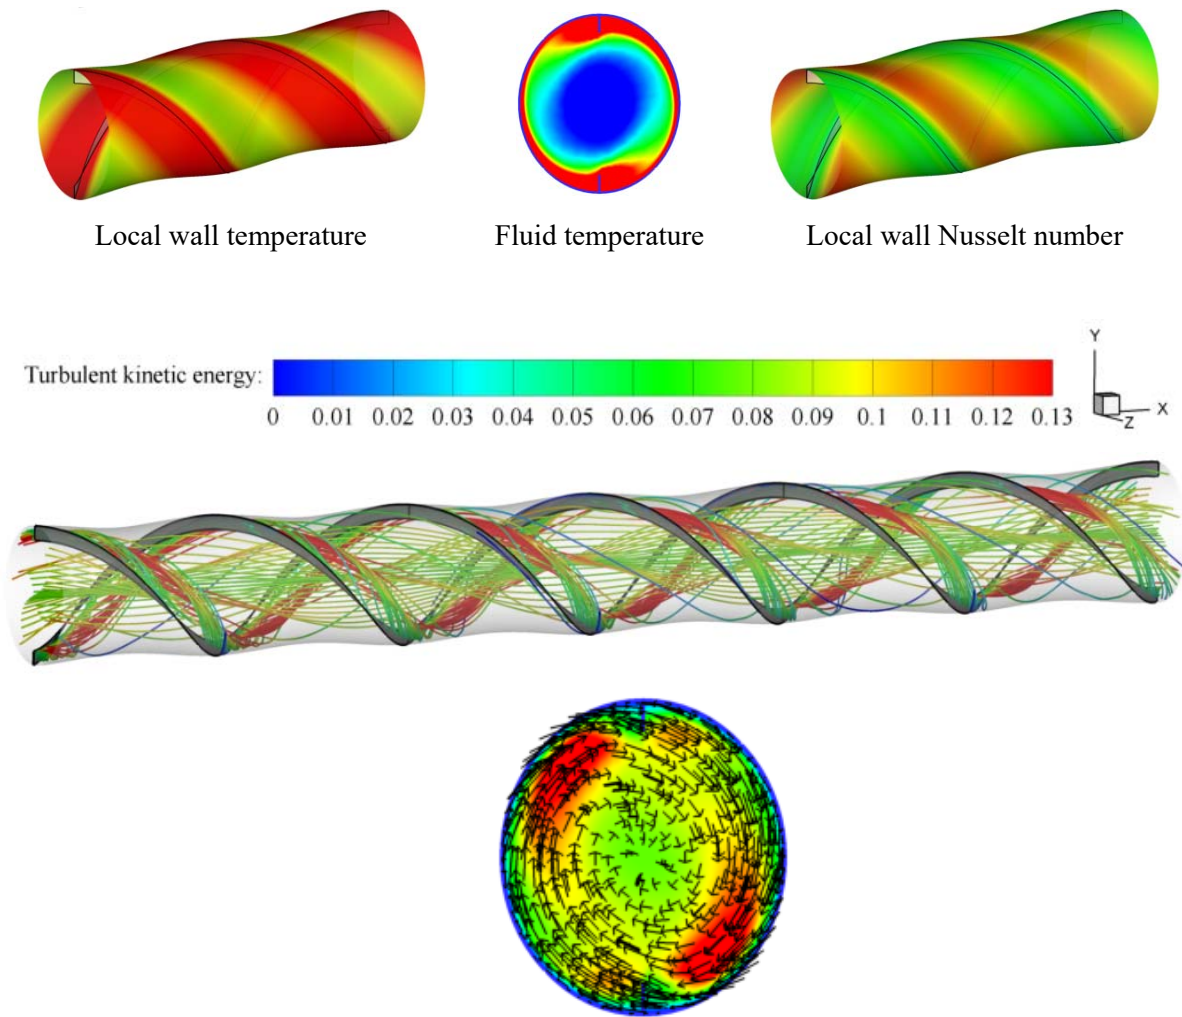 Local wall temperature Fluid temperature Local wall Nusselt number
Turbulent kinetic energy:
0 0.01 0.02 0.03 0.04 0.05 0.06 0.07 0.08 0.09 0.1 0.11 0.12 0.13
Y
X
Z